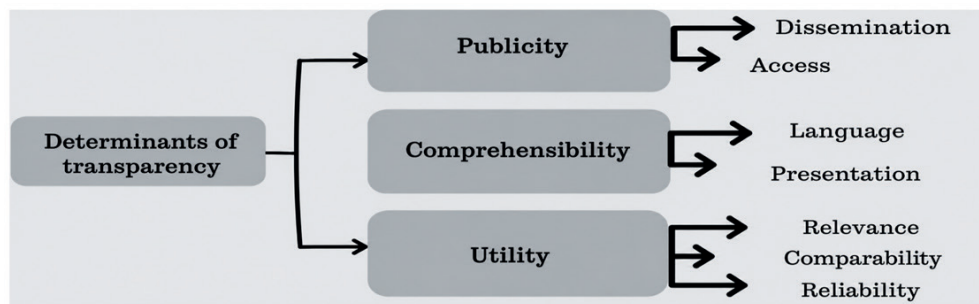 Determinants of
transparency
Publicity
Dissemination
Access
Comprehensibility
Language
Presentation
Utility
Relevance
Comparability
Reliability